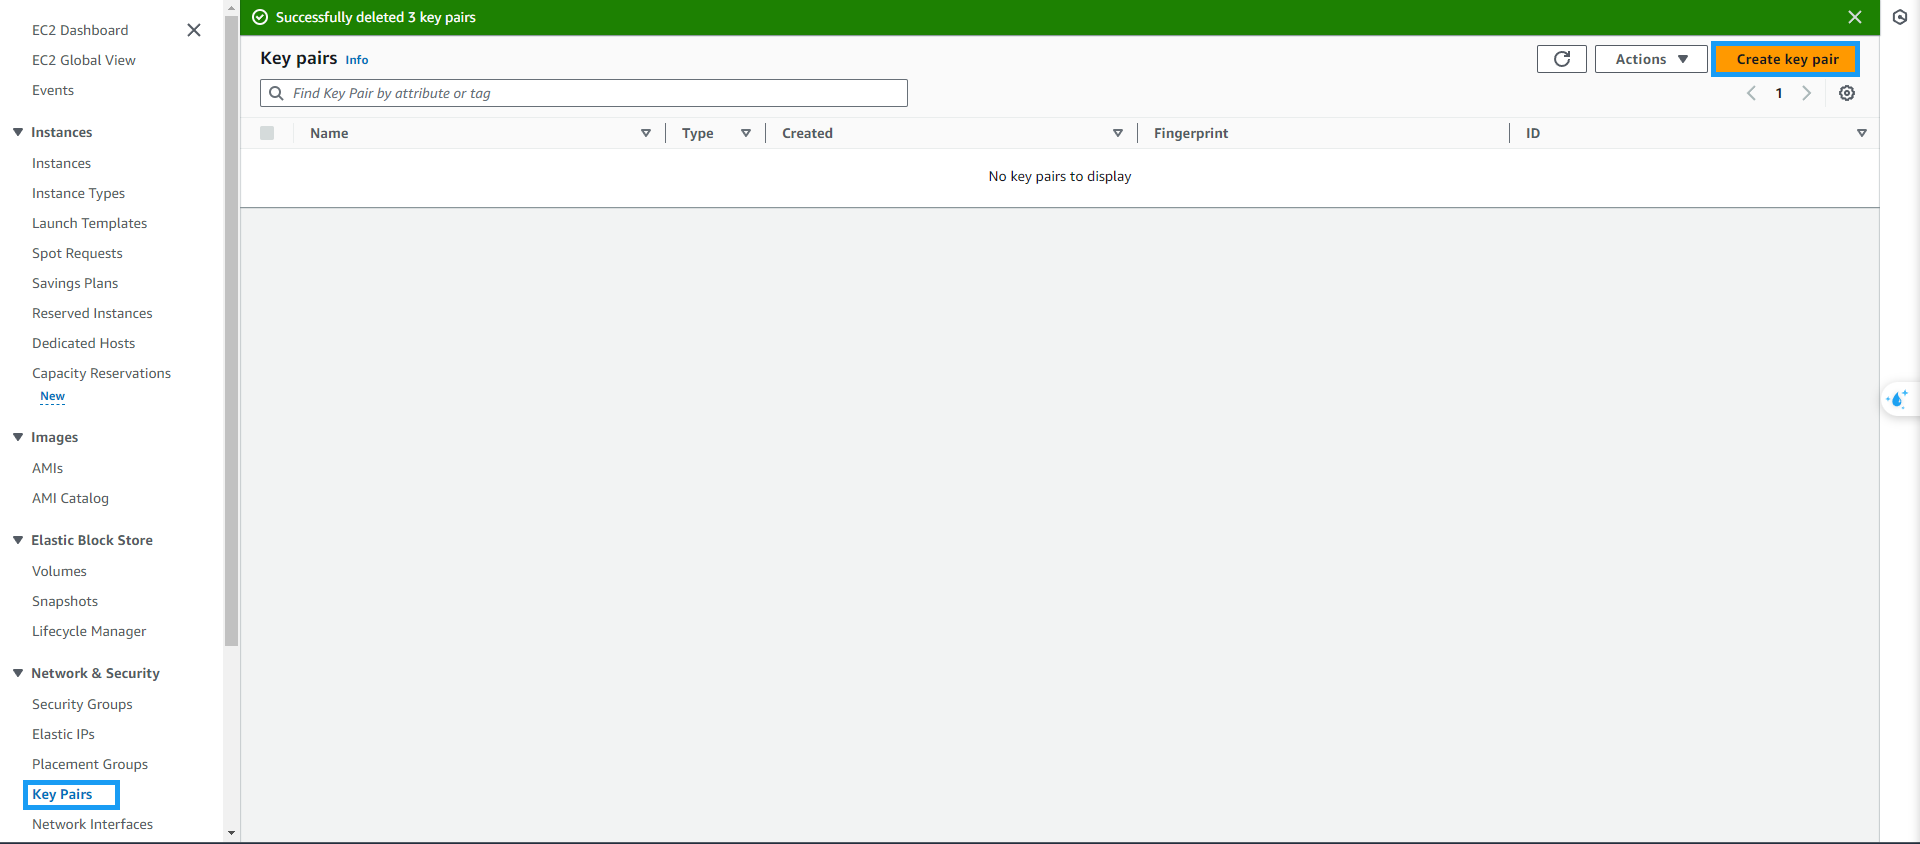 Successfully deleted 3 key pairs
EC2 Dashboard
EC2 Global View
Events
Instances
Instances
Instance Types
Launch Templates
Spot Requests
Savings Plans
Reserved Instances
Dedicated Hosts
Capacity Reservations
New
Images
AMIs
AMI Catalog
Elastic Block Store
Volumes
Snapshots
Lifecycle Manager
Network & Security
Security Groups
Elastic IPs
Placement Groups
Key Pairs
Network Interfaces
Key pairs Info
Actions
Create key pair
Find Key Pair by attribute or tag
1
Name Type Created Fingerprint ID
No key pairs to display